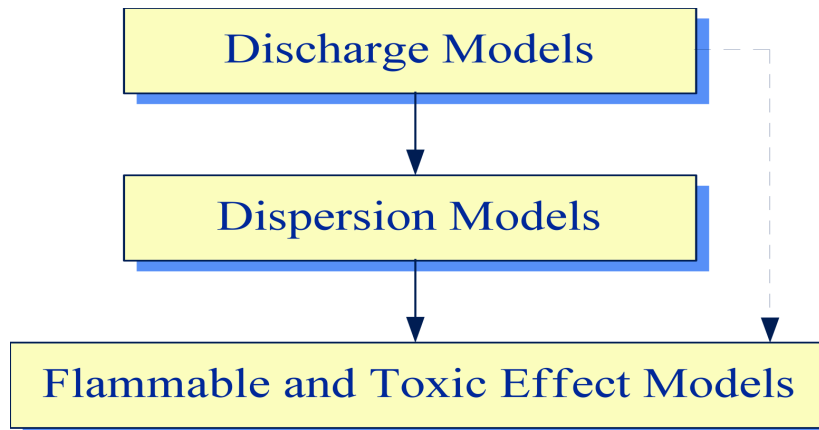 Discharge Models
Dispersion Models
Flammable and Toxic Effect Models